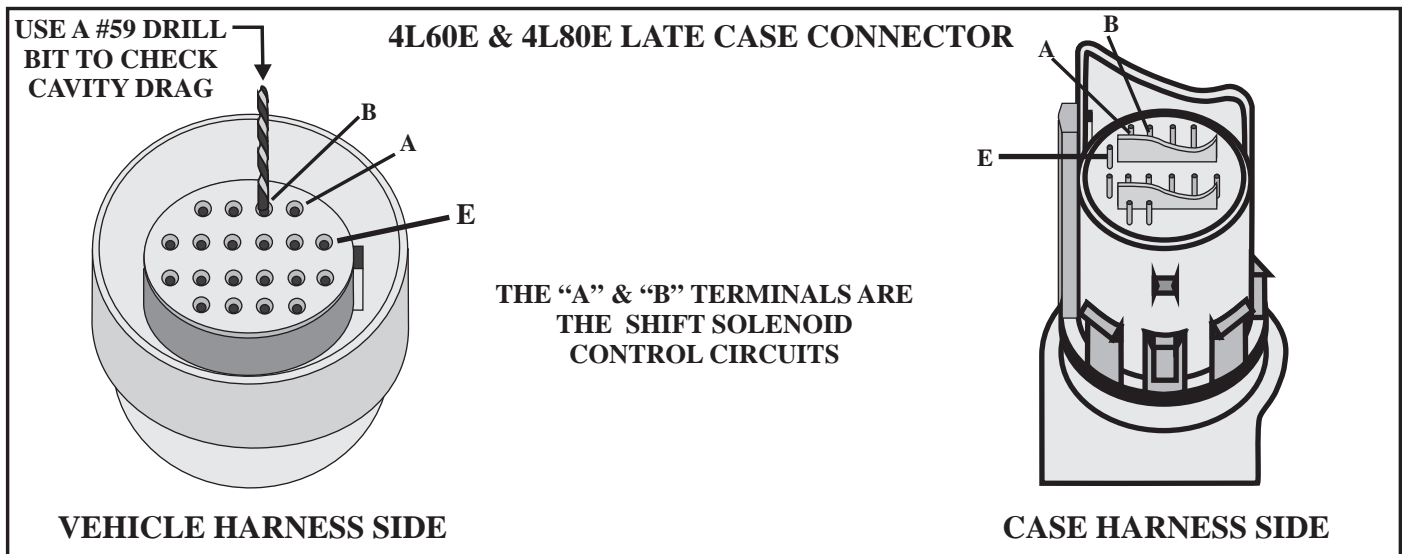 USE A #59 DRILL
BIT TO CHECK
CAVITY DRAG
4L60E & 4L80E LATE CASE CONNECTOR
B
A
E
B
A
E
THE “A” & “B” TERMINALS ARE
THE SHIFT SOLENOID
CONTROL CIRCUITS
VEHICLE HARNESS SIDE
CASE HARNESS SIDE